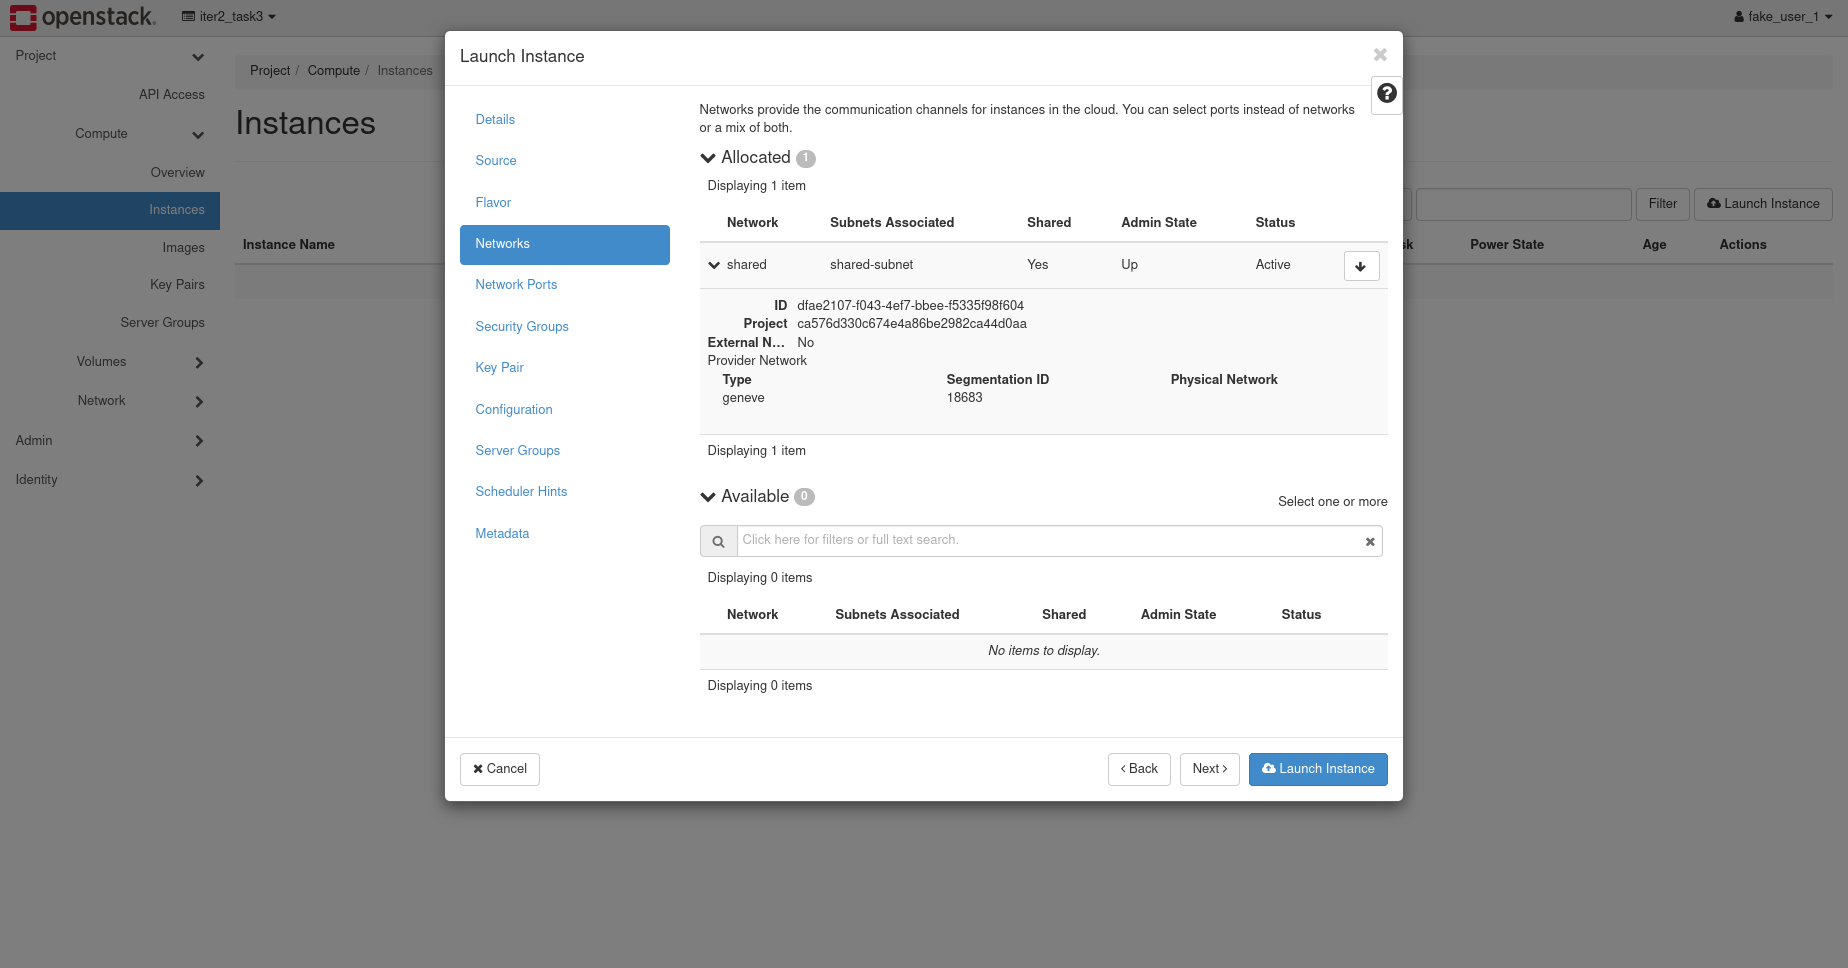 openstack. iter2_task3 fake_user_1
Project
API Access
Compute
Overview
Instances
Images
Key Pairs
Server Groups
Volumes
Network
Admin
Identity
Project / Compute / Instances
Instances
Filter Launch Instance
Instance Name sk Power State Age Actions
Launch Instance
Details
Source
Flavor
Networks
Network Ports
Security Groups
Key Pair
Configuration
Server Groups
Scheduler Hints
Metadata
Networks provide the communication channels for instances in the cloud. You can select ports instead of networks
or a mix of both.
Allocated 1
Displaying 1 item
Network Subnets Associated Shared Admin State Status
shared shared-subnet Yes Up Active
ID dfae2107-f043-4ef7-bbee-f5335f98f604
Project ca576d330c674e4a86be2982ca44d0aa
External N... No
Provider Network
Type Segmentation ID Physical Network
geneve 18683
Displaying 1 item
Available 0
Select one or more
Click here for filters or full text search.
Displaying 0 items
Network Subnets Associated Shared Admin State Status
No items to display.
Displaying 0 items
Cancel ‹ Back Next › Launch Instance